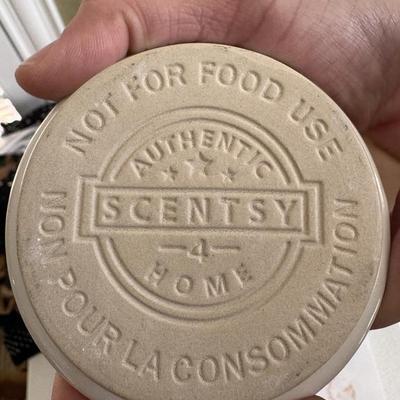 NOT FOR FOOD USE
AUTHENTIC
SCENTSY
4
HOME
NON POUR LA CONSOMMATION